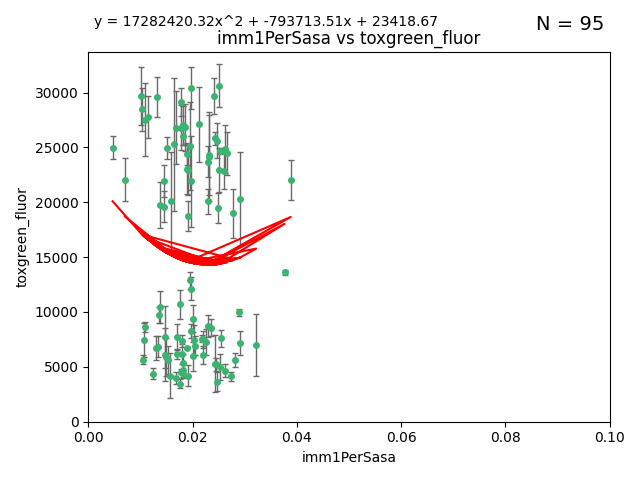 y = 17282420.32x^2 + -793713.51x + 23418.67
N = 95
imm1PerSasa vs toxgreen_fluor
30000
25000
20000
15000
10000
5000
0
toxgreen_fluor
0.00 0.02 0.04 0.06 0.08 0.10
imm1PerSasa